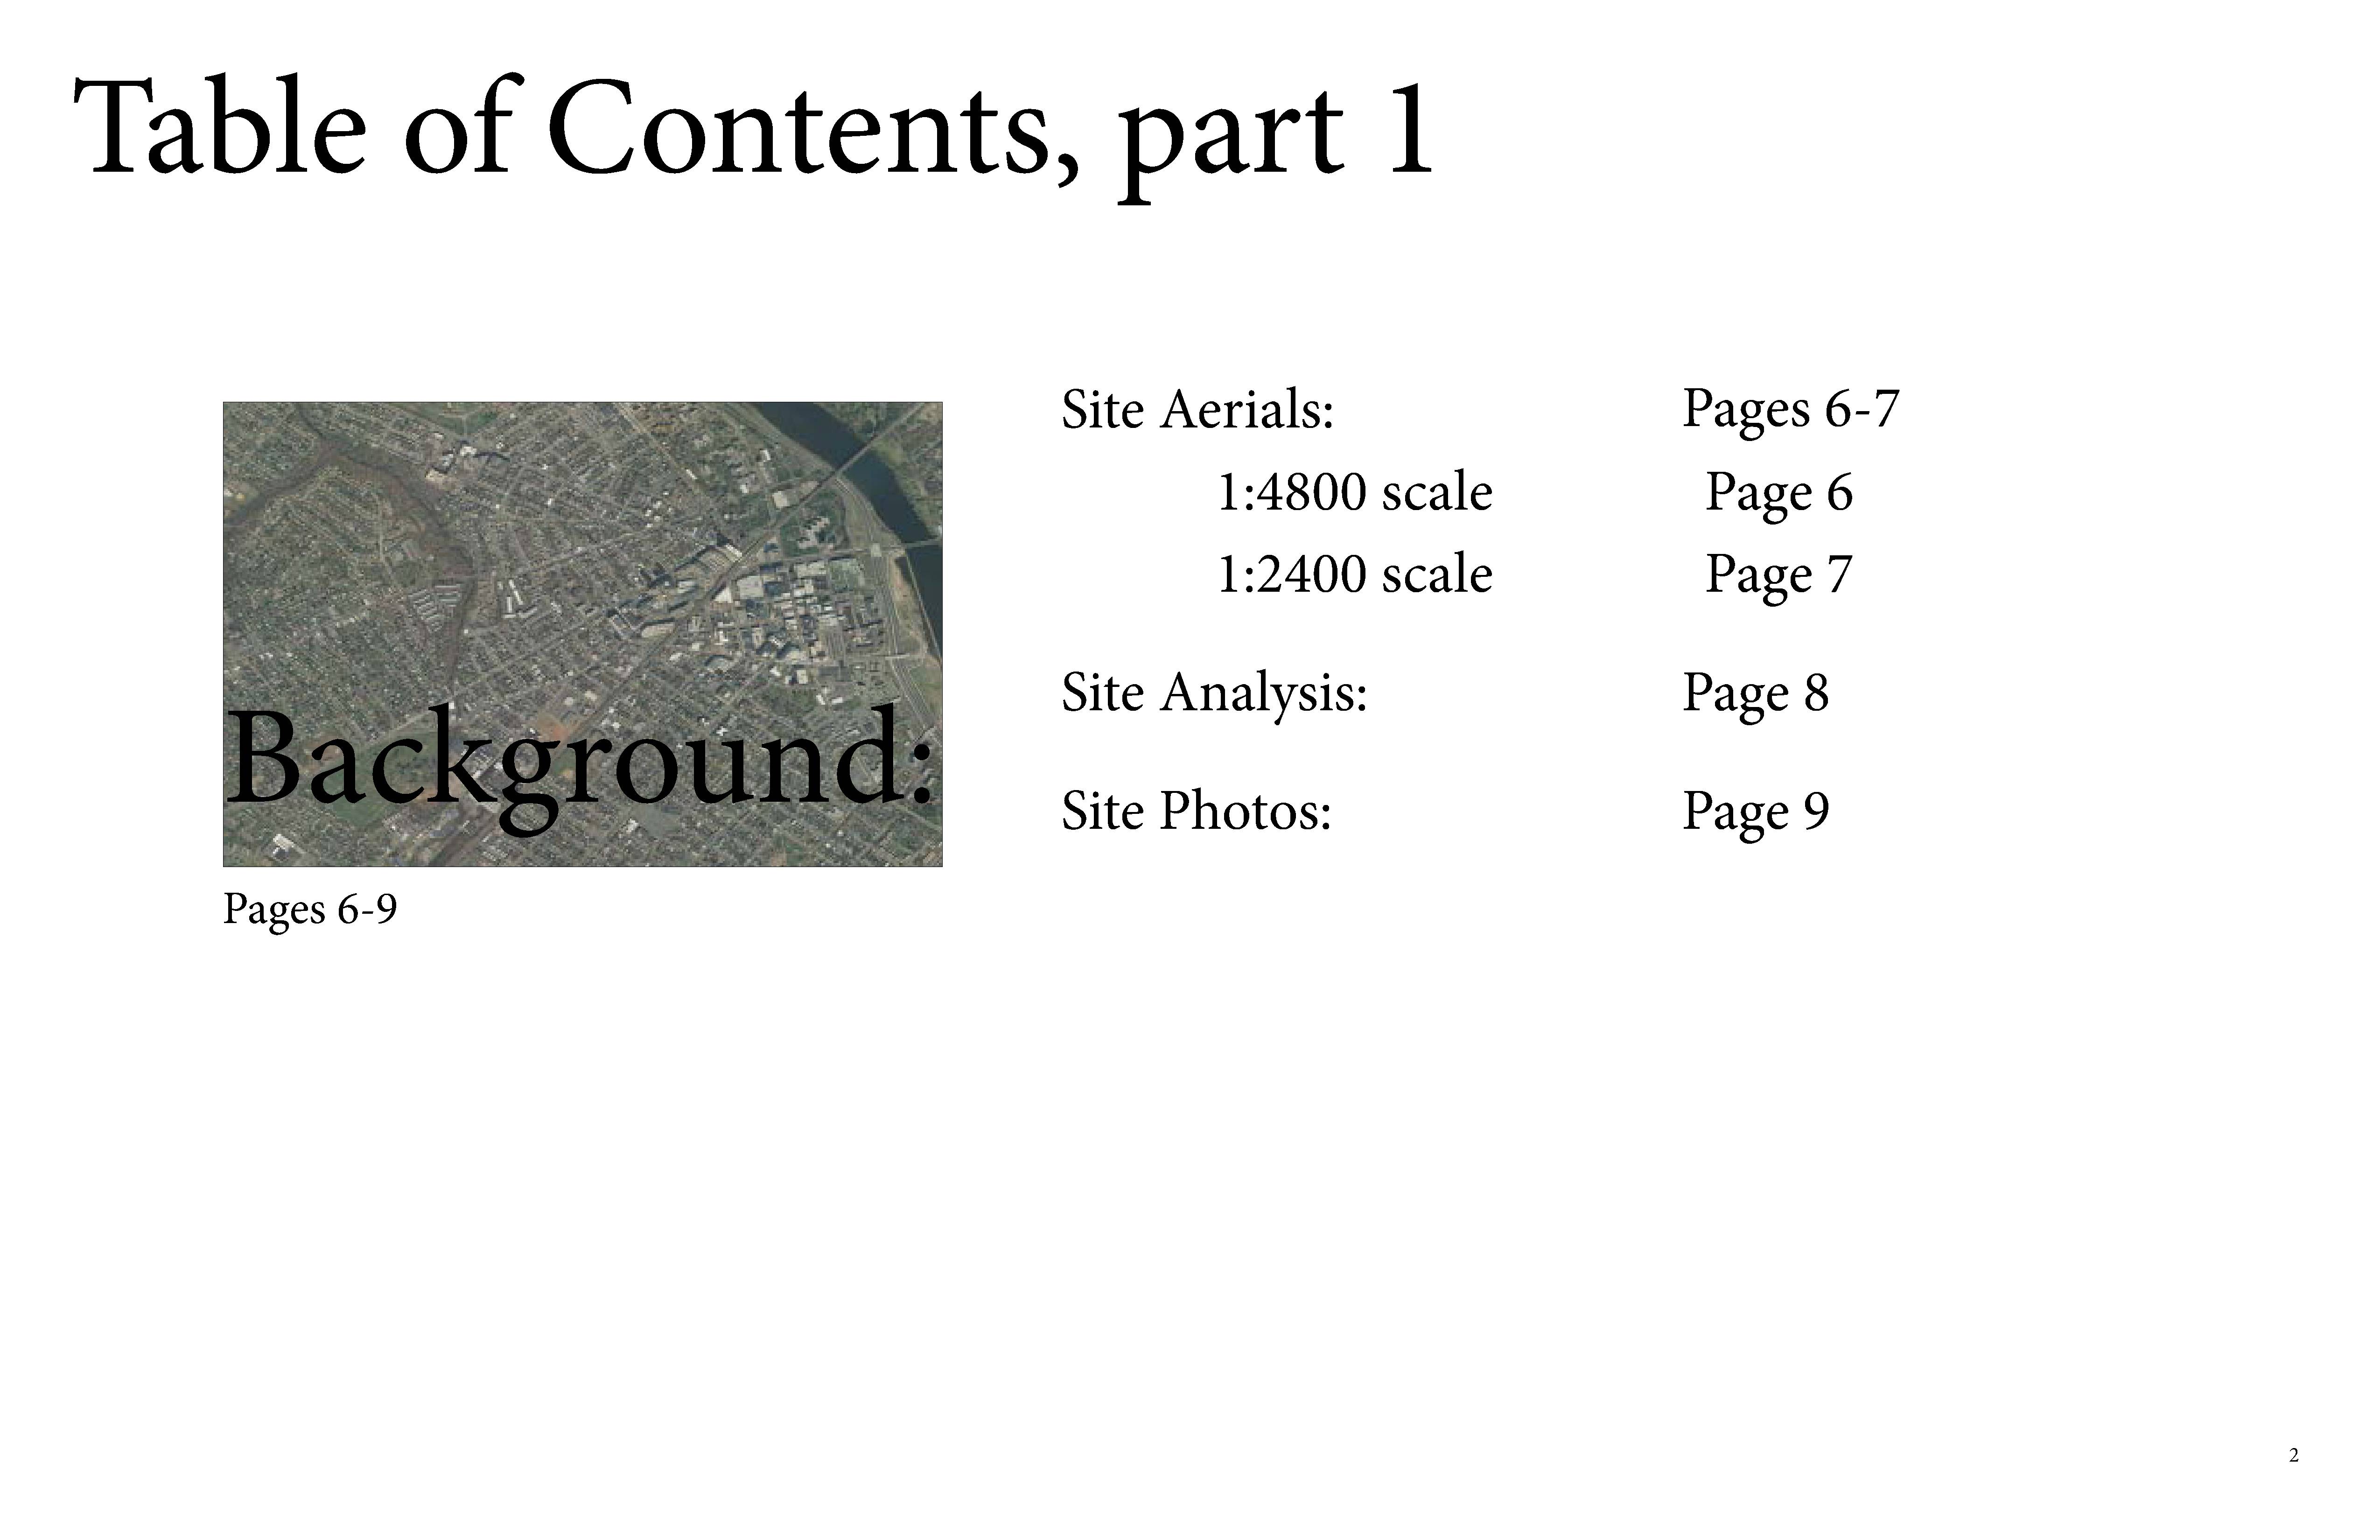 Table of Contents, part 1
Background:
Pages 6-9
Site Aerials: Pages 6-7
1:4800 scale Page 6
1:2400 scale Page 7
Site Analysis: Page 8
Site Photos: Page 9
2